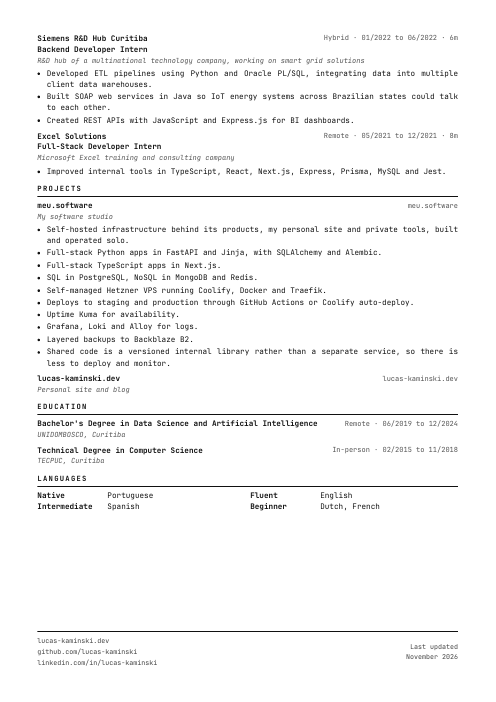 Siemens R&D Hub Curitiba Hybrid · 01/2022 to 06/2022 · 6m
Backend Developer Intern
R&D hub of a multinational technology company, working on smart grid solutions
• Developed ETL pipelines using Python and Oracle PL/SQL, integrating data into multiple
client data warehouses.
• Built SOAP web services in Java so IoT energy systems across Brazilian states could talk
to each other.
• Created REST APIs with JavaScript and Express.js for BI dashboards.
Excel Solutions Remote · 05/2021 to 12/2021 · 8m
Full-Stack Developer Intern
Microsoft Excel training and consulting company
• Improved internal tools in TypeScript, React, Next.js, Express, Prisma, MySQL and Jest.
PROJECTS
meu.software meu.software
My software studio
• Self-hosted infrastructure behind its products, my personal site and private tools, built
and operated solo.
• Full-stack Python apps in FastAPI and Jinja, with SQLAlchemy and Alembic.
• Full-stack TypeScript apps in Next.js.
• SQL in PostgreSQL, NoSQL in MongoDB and Redis.
• Self-managed Hetzner VPS running Coolify, Docker and Traefik.
• Deploys to staging and production through GitHub Actions or Coolify auto-deploy.
• Uptime Kuma for availability.
• Grafana, Loki and Alloy for logs.
• Layered backups to Backblaze B2.
• Shared code is a versioned internal library rather than a separate service, so there is
less to deploy and monitor.
lucas-kaminski.dev lucas-kaminski.dev
Personal site and blog
EDUCATION
Bachelor's Degree in Data Science and Artificial Intelligence Remote · 06/2019 to 12/2024
UNIDOMBOSCO, Curitiba
Technical Degree in Computer Science In-person · 02/2015 to 11/2018
TECPUC, Curitiba
LANGUAGES
Native Portuguese Fluent English
Intermediate Spanish Beginner Dutch, French
lucas-kaminski.dev
github.com/lucas-kaminski
linkedin.com/in/lucas-kaminski
Last updated
November 2026